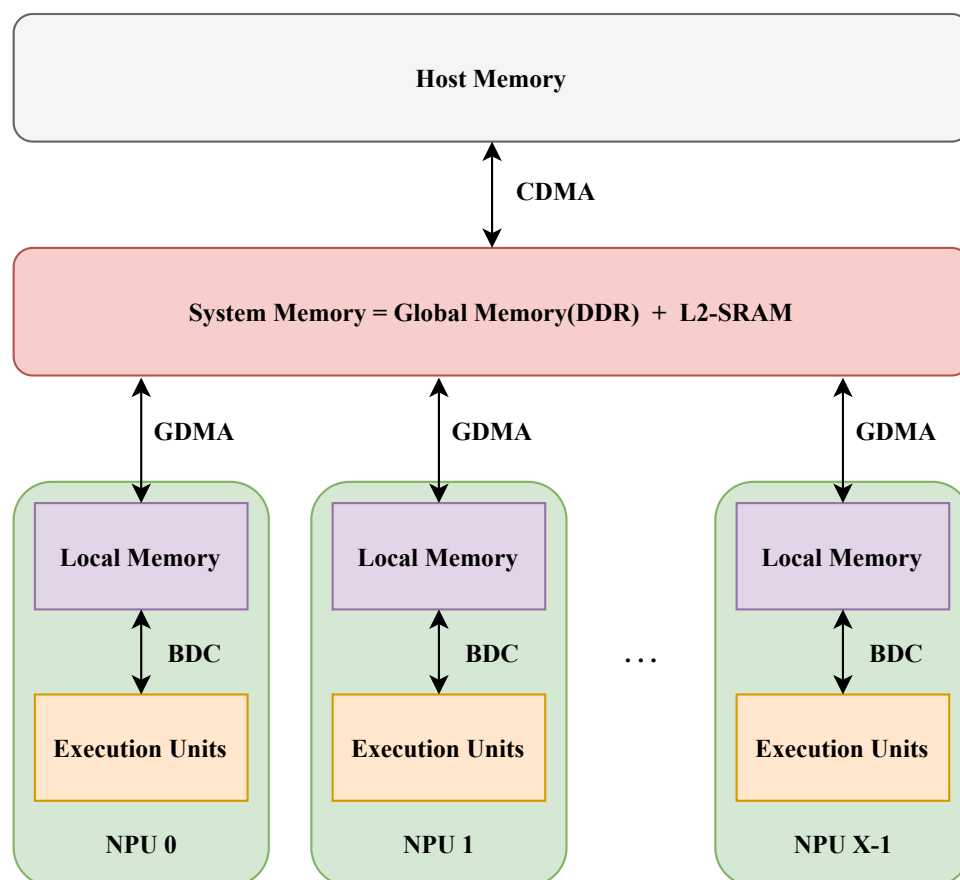 Host Memory
CDMA
System Memory = Global Memory(DDR) + L2-SRAM
GDMA GDMA GDMA
Local Memory Local Memory Local Memory
BDC BDC ... BDC
Execution Units Execution Units Execution Units
NPU 0 NPU 1 NPU X-1